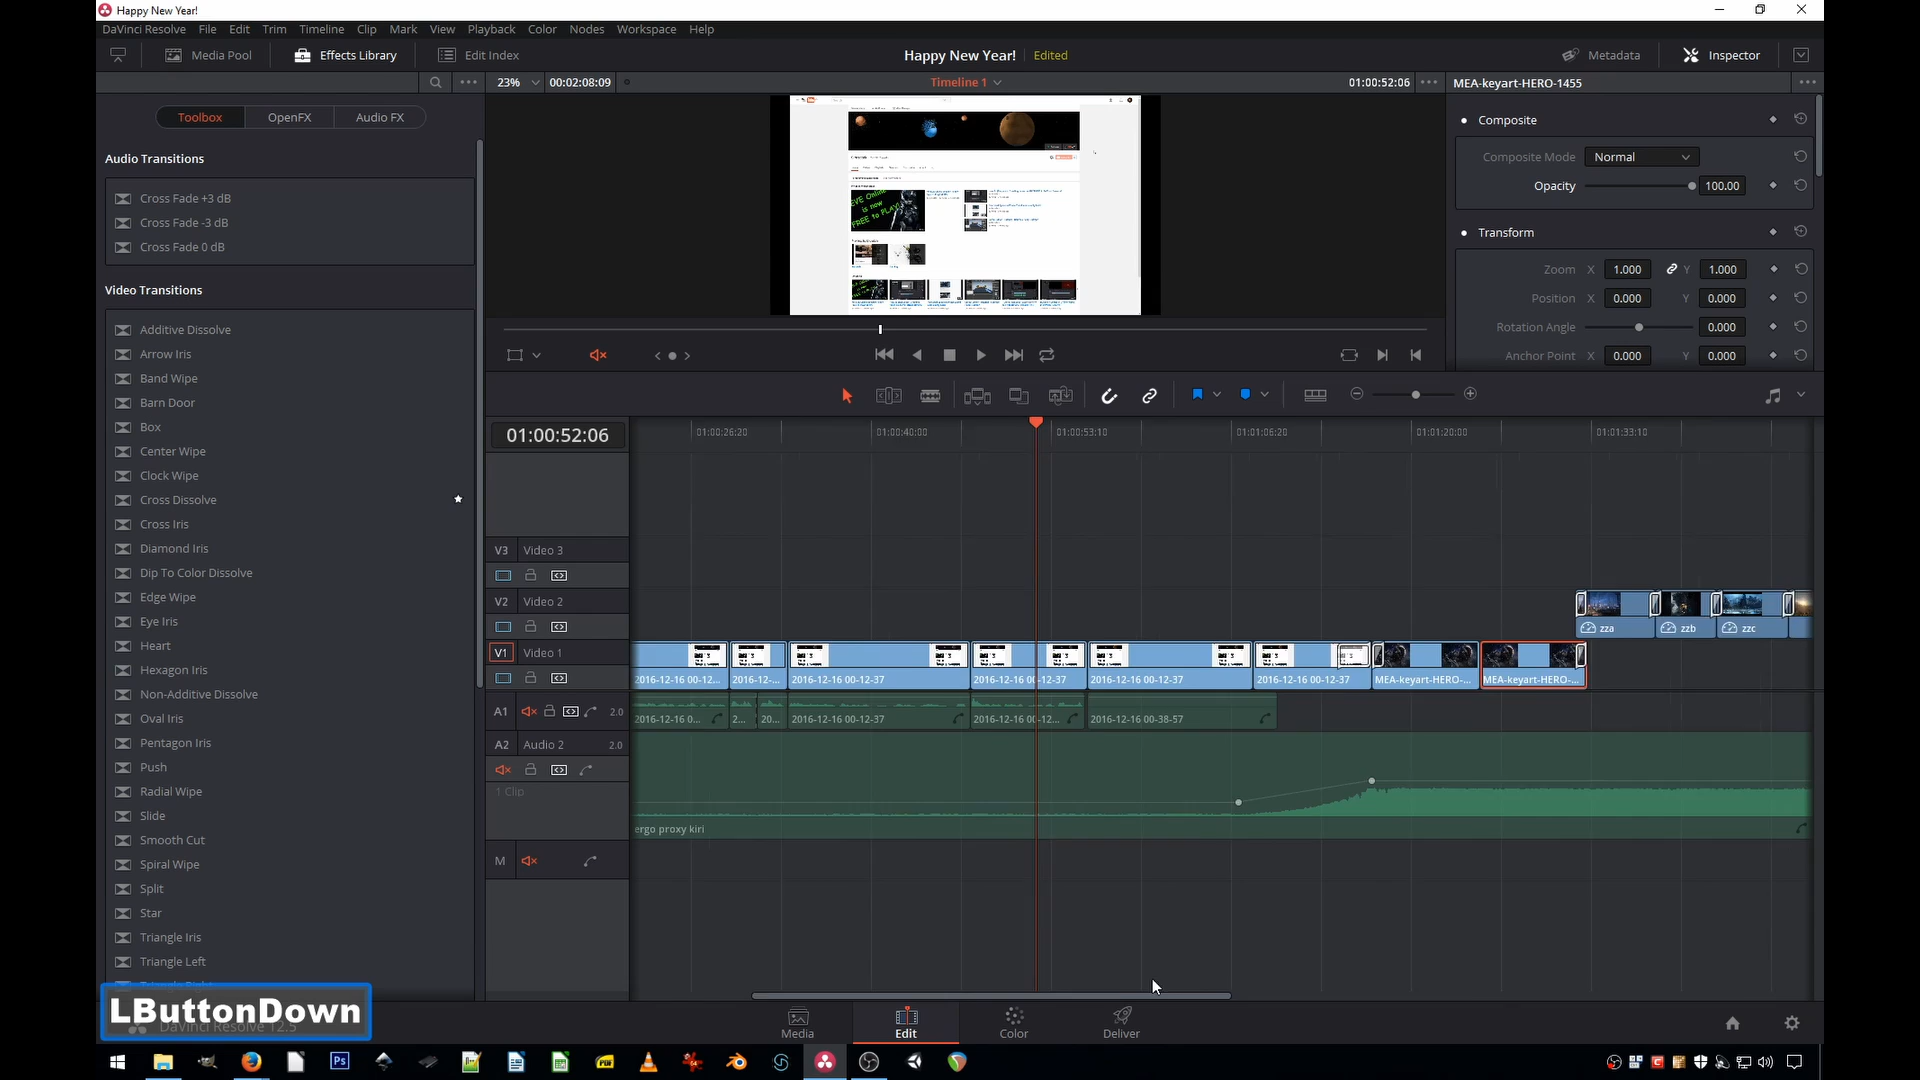 Happy New Year!
DaVinci Resolve File Edit Trim Timeline Clip Mark View Playback Color Nodes Workspace Help
Media Pool Effects Library Edit Index Happy New Year! Edited Metadata Inspector
23% 00:02:08:09 Timeline 1 01:00:52:06 MEA-keyart-HERO-1455
Toolbox OpenFX Audio FX
Audio Transitions
Cross Fade +3 dB
Cross Fade -3 dB
Cross Fade 0 dB
Video Transitions
Additive Dissolve
Arrow Iris
Band Wipe
Barn Door
Box
Center Wipe
Clock Wipe
Cross Dissolve
Cross Iris
Diamond Iris
Dip To Color Dissolve
Edge Wipe
Eye Iris
Heart
Hexagon Iris
Non-Additive Dissolve
Oval Iris
Pentagon Iris
Push
Radial Wipe
Slide
Smooth Cut
Spiral Wipe
Split
Star
Triangle Iris
Triangle Left
LButtonDown
DaVinci Resolve 12.5
EVE Online
is now
FREE to PLAY!
Composite
Composite Mode Normal
Opacity 100.00
Transform
Zoom X 1.000 Y 1.000
Position X 0.000 Y 0.000
Rotation Angle 0.000
Anchor Point X 0.000 Y 0.000
01:00:52:06
01:00:26:20 01:00:40:00 01:00:53:10 01:01:06:20 01:01:20:00 01:01:33:10
V3 Video 3
V2 Video 2
zza zzb zzc
V1 Video 1
2016-12-16 00-12... 2016-12-... 2016-12-16 00-12-37 2016-12-16 00-12-37 2016-12-16 00-12-37 2016-12-16 00-12-37 MEA-keyart-HERO-... MEA-keyart-HERO-...
A1 2.0
2016-12-16 0... 2... 20... 2016-12-16 00-12-37 2016-12-16 00-12... 2016-12-16 00-38-57
A2 Audio 2 2.0
1 Clip
ergo proxy kiri
M
Media Edit Color Deliver
Ps